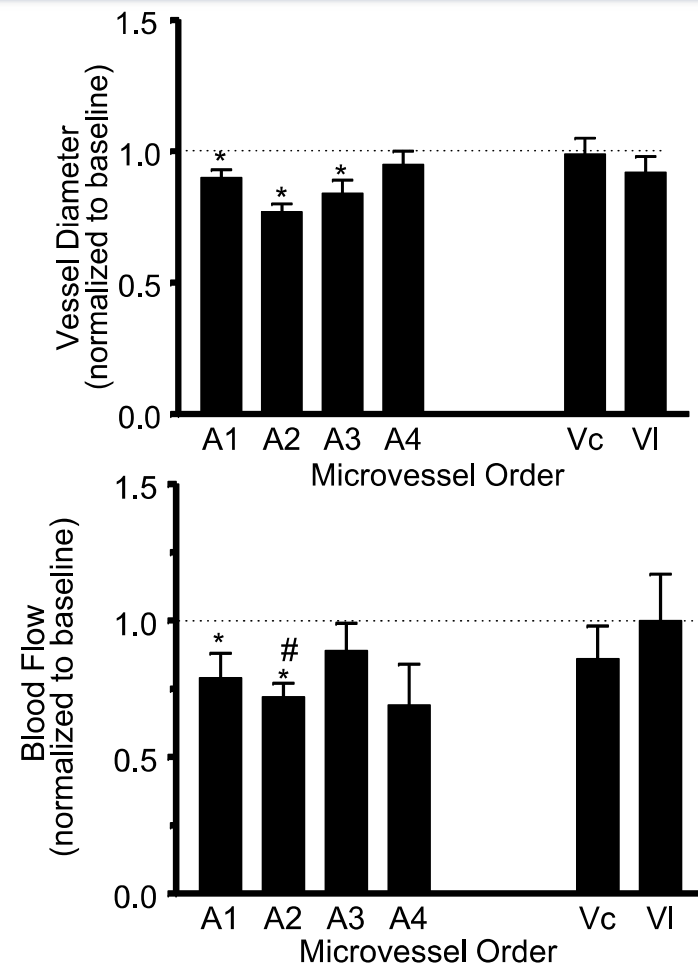 Vessel Diameter
(normalized to baseline)
1.5
1.0
0.5
0.0
* * *
A1 A2 A3 A4 Vc Vl
Microvessel Order
Blood Flow
(normalized to baseline)
1.5
1.0
0.5
0.0
* #
*
A1 A2 A3 A4 Vc Vl
Microvessel Order